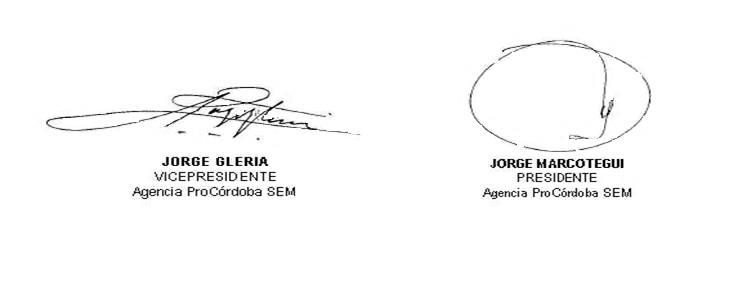 JORGE GLERIA
VICEPRESIDENTE
Agencia ProCórdoba SEM
JORGE MARCOTEGUI
PRESIDENTE
Agencia ProCórdoba SEM